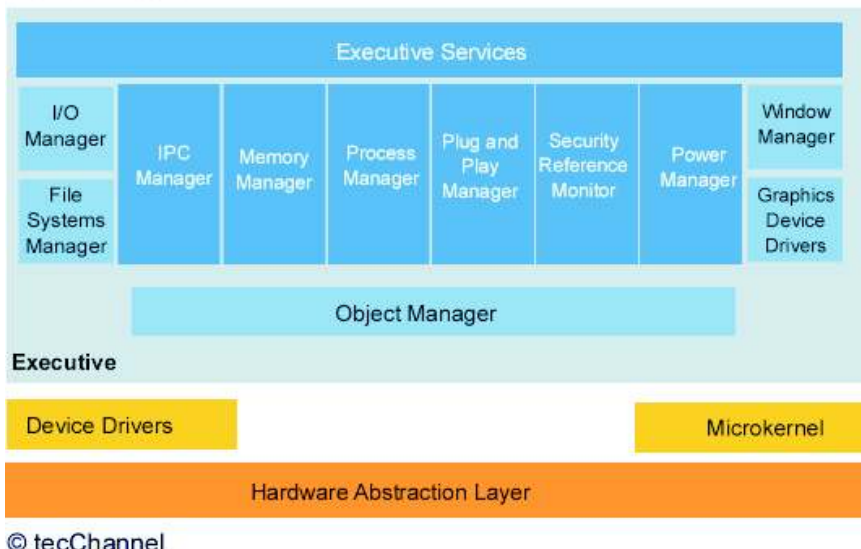 Executive Services
I/O
Manager
File
Systems
Manager
IPC
Manager
Memory
Manager
Process
Manager
Plug and
Play
Manager
Security
Reference
Monitor
Power
Manager
Window
Manager
Graphics
Device
Drivers
Object Manager
Executive
Device Drivers
Microkernel
Hardware Abstraction Layer
© tecChannel